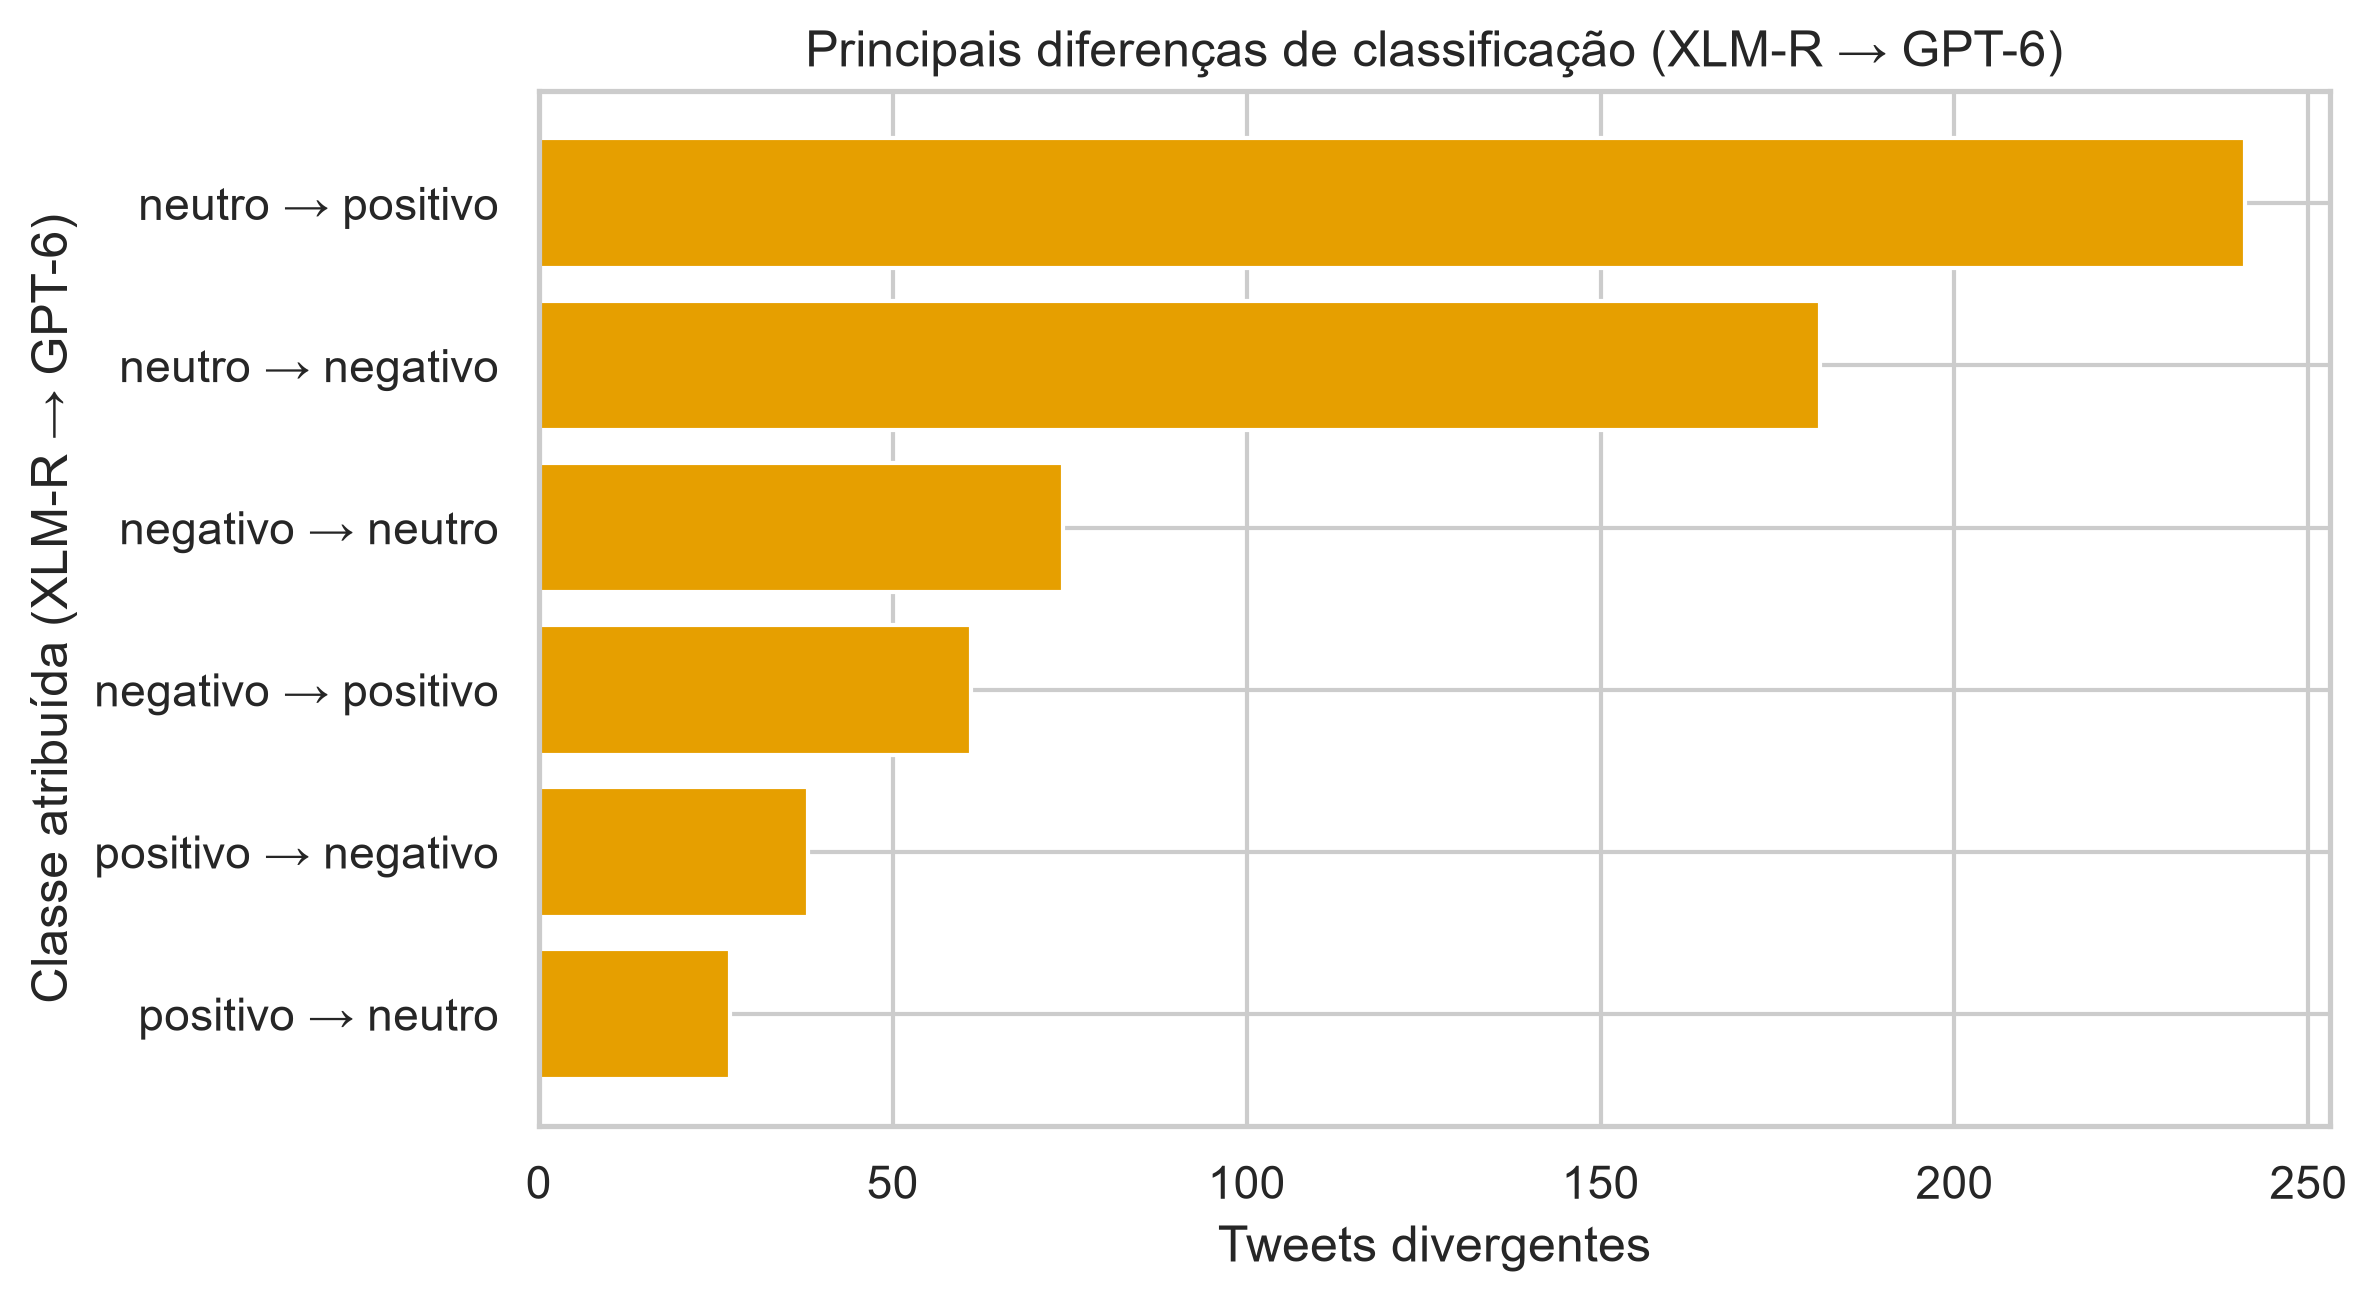 Principais diferenças de classificação (XLM-R → GPT-6)
Classe atribuída (XLM-R → GPT-6)
neutro → positivo
neutro → negativo
negativo → neutro
negativo → positivo
positivo → negativo
positivo → neutro
0 50 100 150 200 250
Tweets divergentes